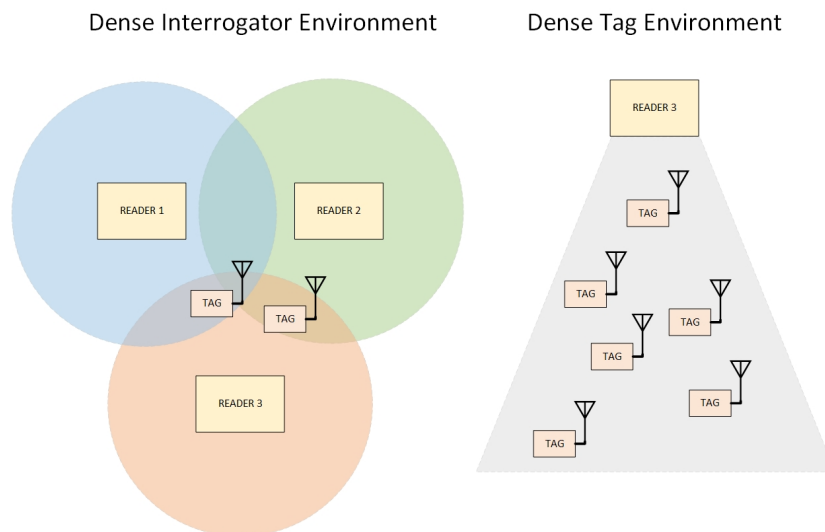 Dense Interrogator Environment
Dense Tag Environment
READER 1
READER 2
TAG
TAG
READER 3
READER 3
TAG
TAG
TAG
TAG
TAG
TAG